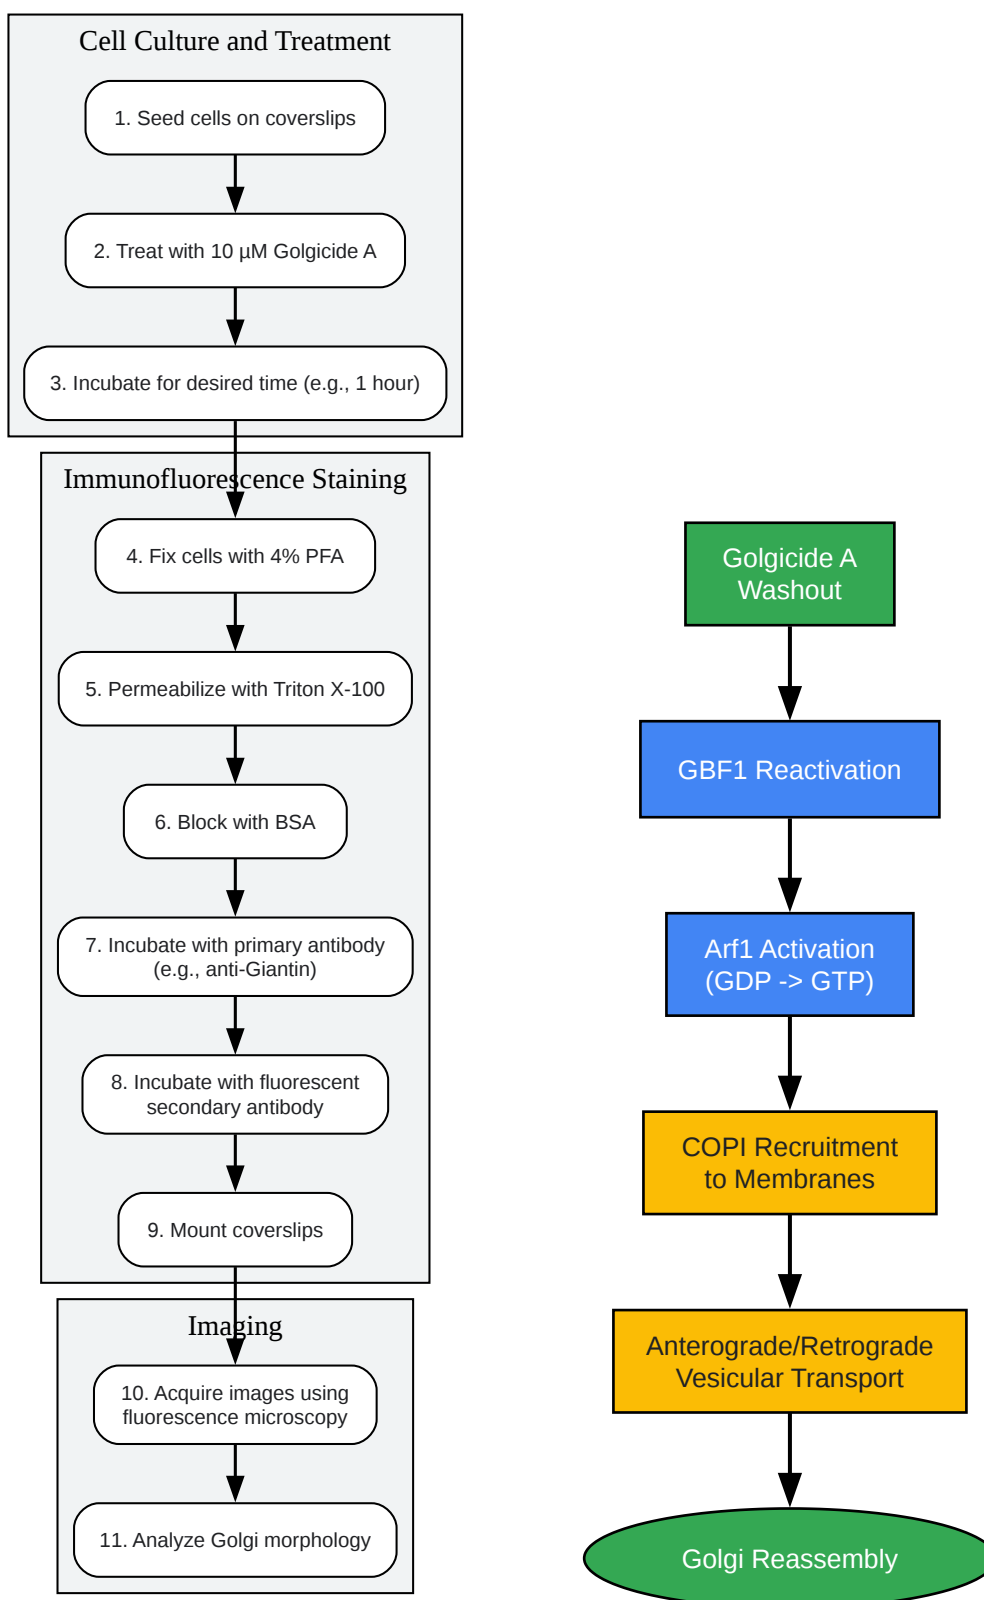 Cell Culture and Treatment
1. Seed cells on coverslips
2. Treat with 10 µM Golgicide A
3. Incubate for desired time (e.g., 1 hour)
Immunofluorescence Staining
4. Fix cells with 4% PFA
5. Permeabilize with Triton X-100
6. Block with BSA
7. Incubate with primary antibody
(e.g., anti-Giantin)
8. Incubate with fluorescent
secondary antibody
9. Mount coverslips
Imaging
10. Acquire images using
fluorescence microscopy
11. Analyze Golgi morphology
Golgicide A
Washout
GBF1 Reactivation
Arf1 Activation
(GDP -> GTP)
COPI Recruitment
to Membranes
Anterograde/Retrograde
Vesicular Transport
Golgi Reassembly